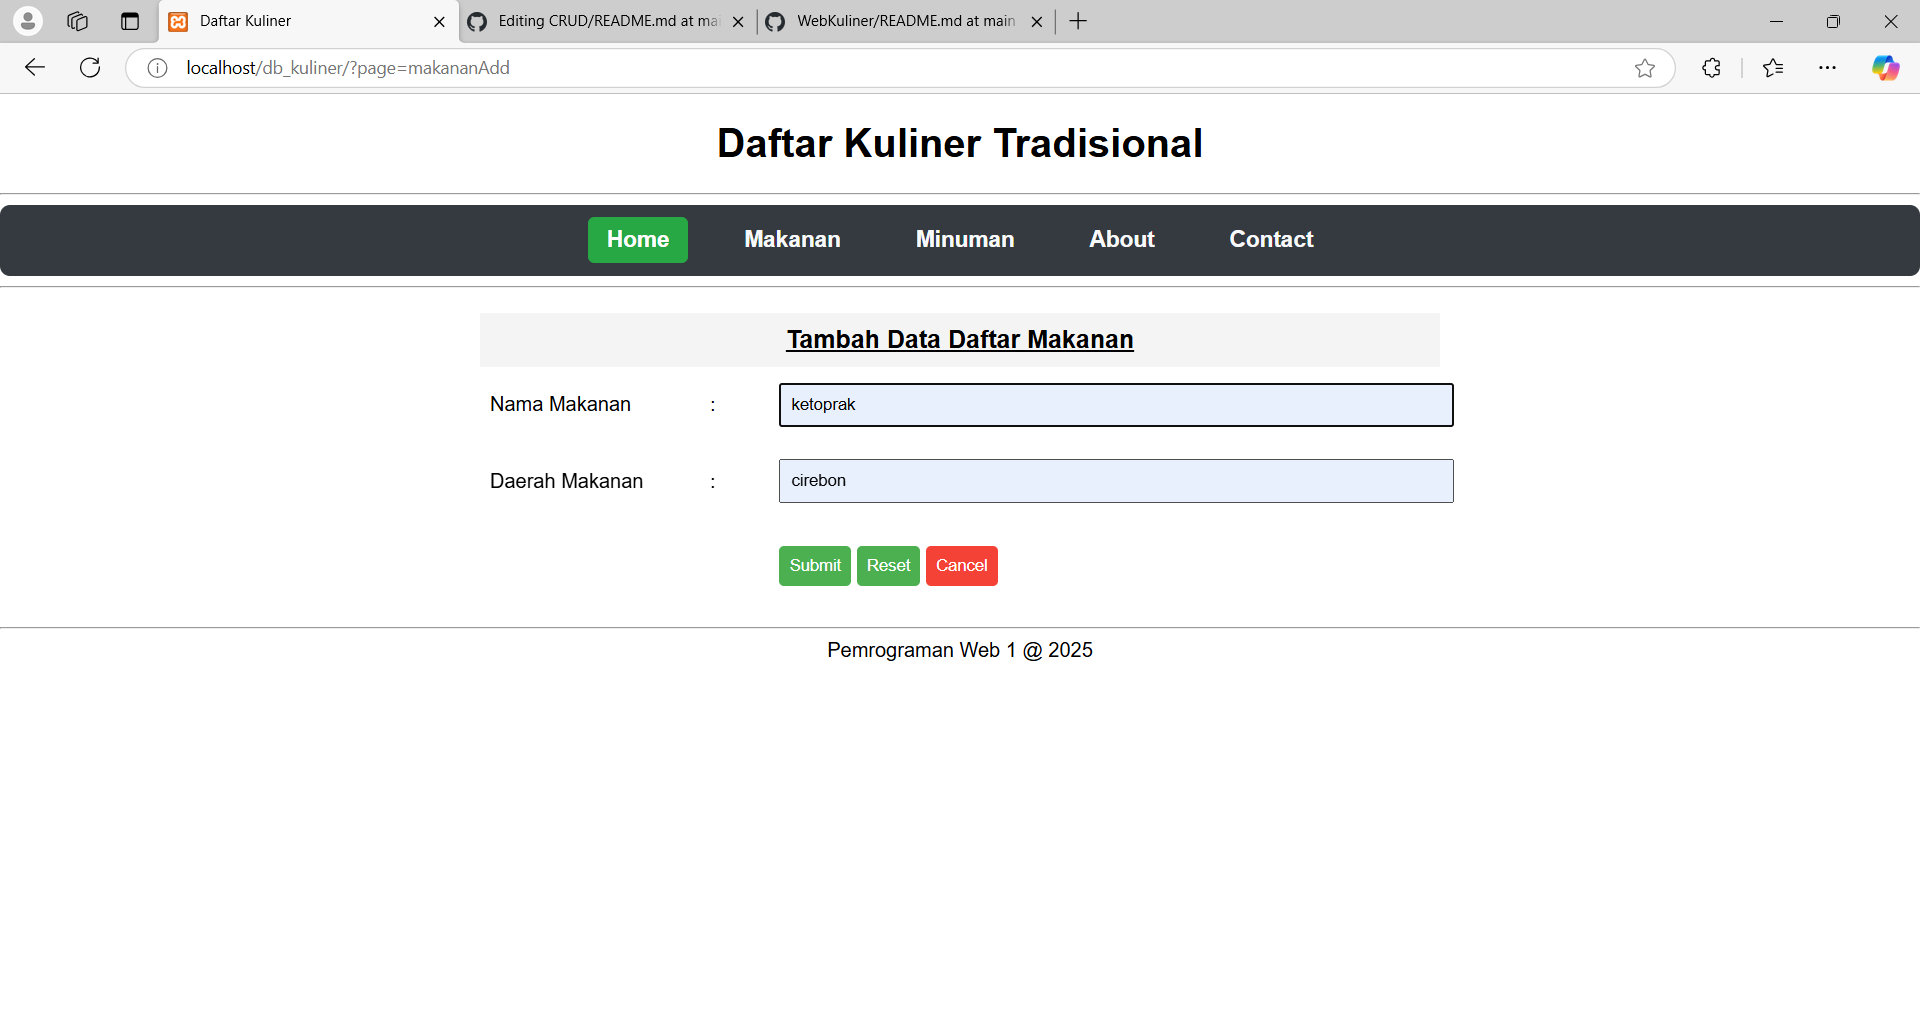 Daftar Kuliner
Editing CRUD/README.md at mai
WebKuliner/README.md at main
localhost/db_kuliner/?page=makananAdd
Daftar Kuliner Tradisional
Home Makanan Minuman About Contact
Tambah Data Daftar Makanan
Nama Makanan : ketoprak
Daerah Makanan : cirebon
Submit Reset Cancel
Pemrograman Web 1 @ 2025